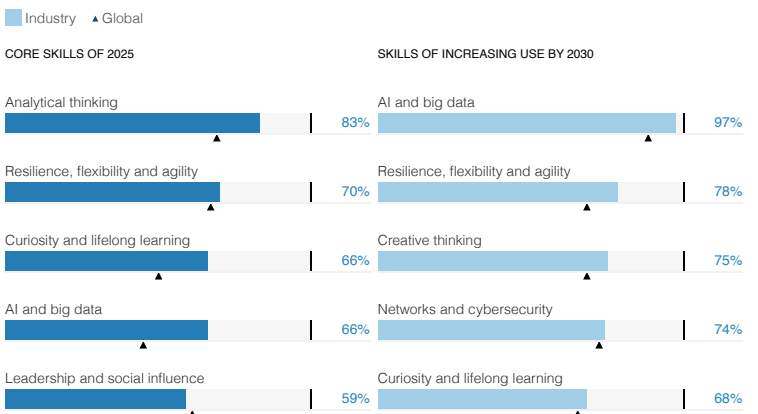 Industry Global
CORE SKILLS OF 2025
Analytical thinking
83%
Resilience, flexibility and agility
70%
Curiosity and lifelong learning
66%
AI and big data
66%
Leadership and social influence
59%
SKILLS OF INCREASING USE BY 2030
AI and big data
97%
Resilience, flexibility and agility
78%
Creative thinking
75%
Networks and cybersecurity
74%
Curiosity and lifelong learning
68%